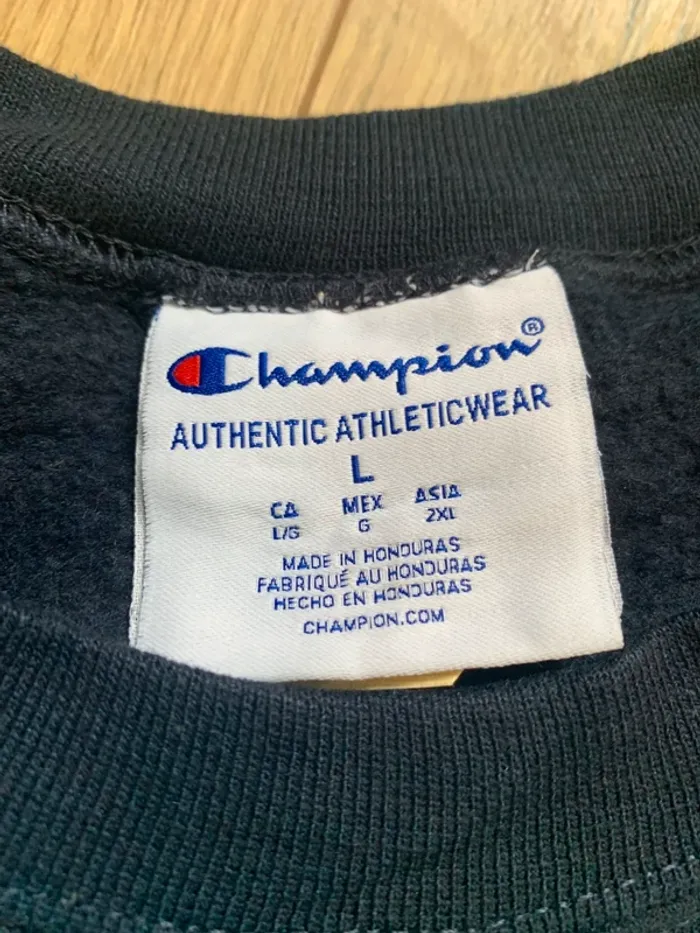 Champion®
AUTHENTIC ATHLETICWEAR
L
CA MEX ASIA
L/G G 2XL
MADE IN HONDURAS
FABRIQUÉ AU HONDURAS
HECHO EN HONDURAS
CHAMPION.COM